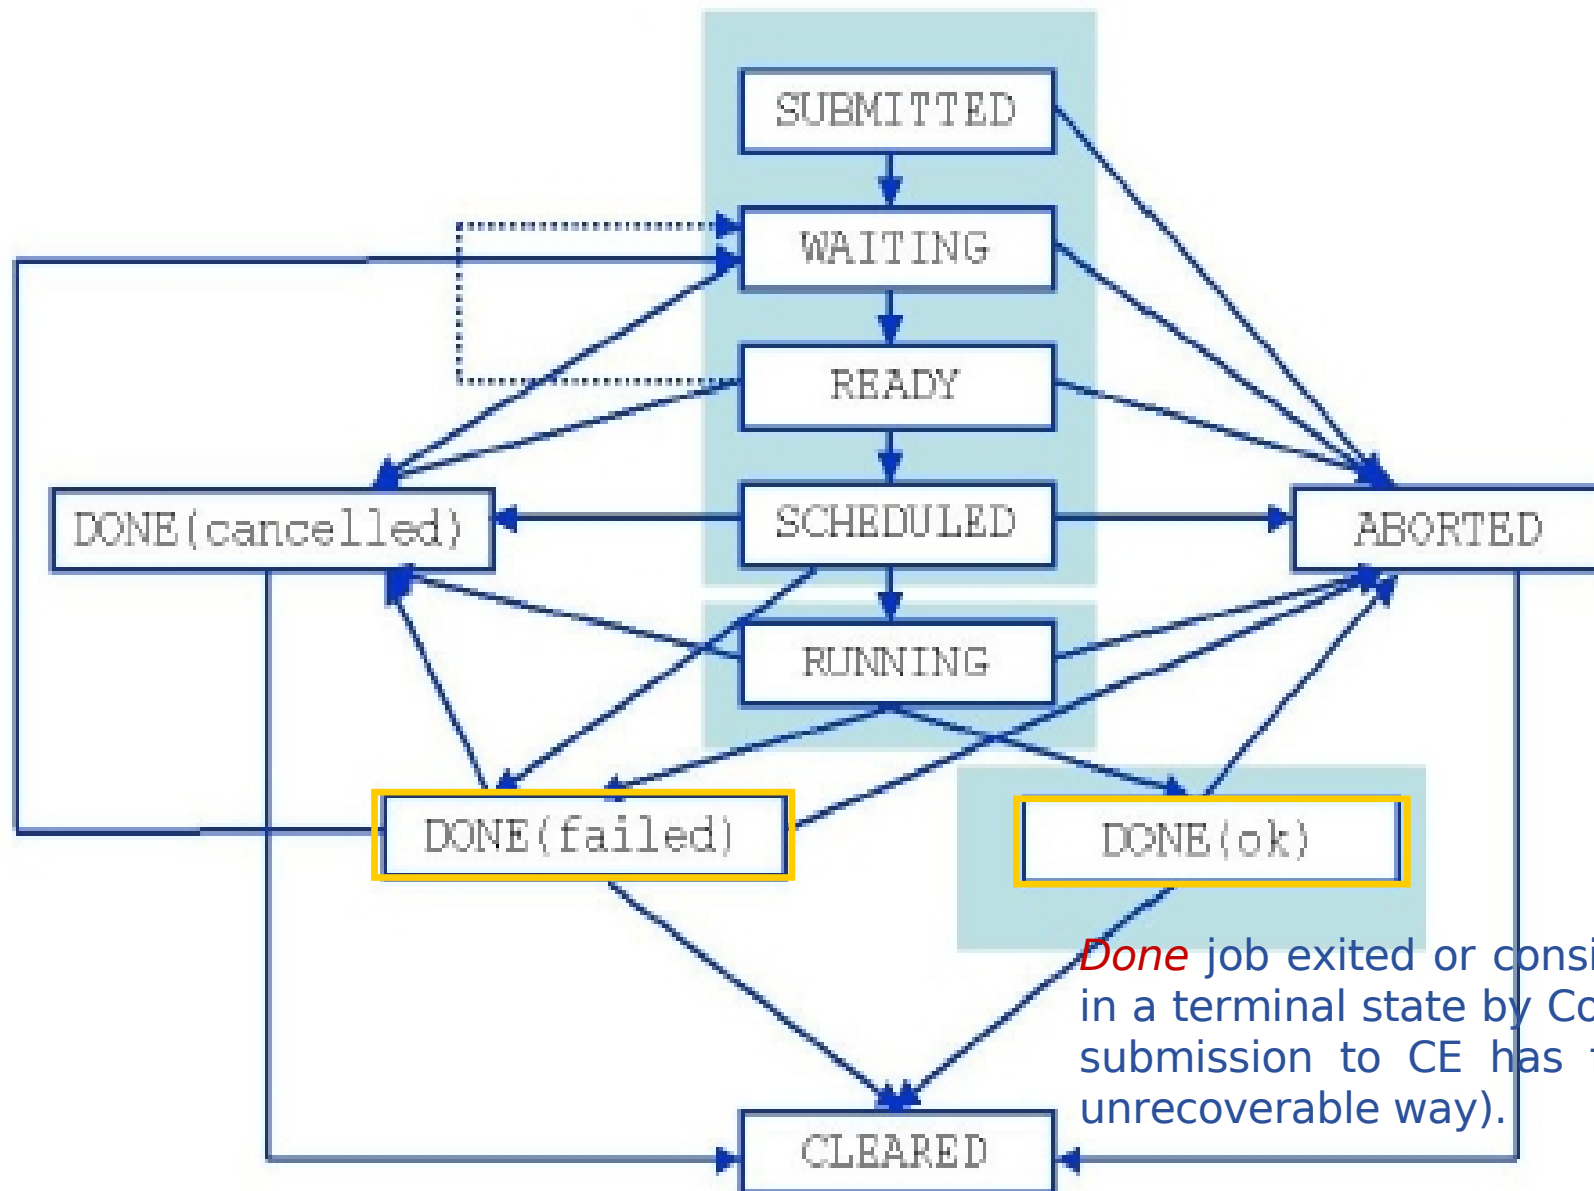 SUBMITTED
WAITING
READY
SCHEDULED
DONE(cancelled)
ABORTED
RUNNING
DONE(failed)
DONE(ok)
Done job exited or
in a terminal state by
submission to CE has
unrecoverable way).
CLEARED